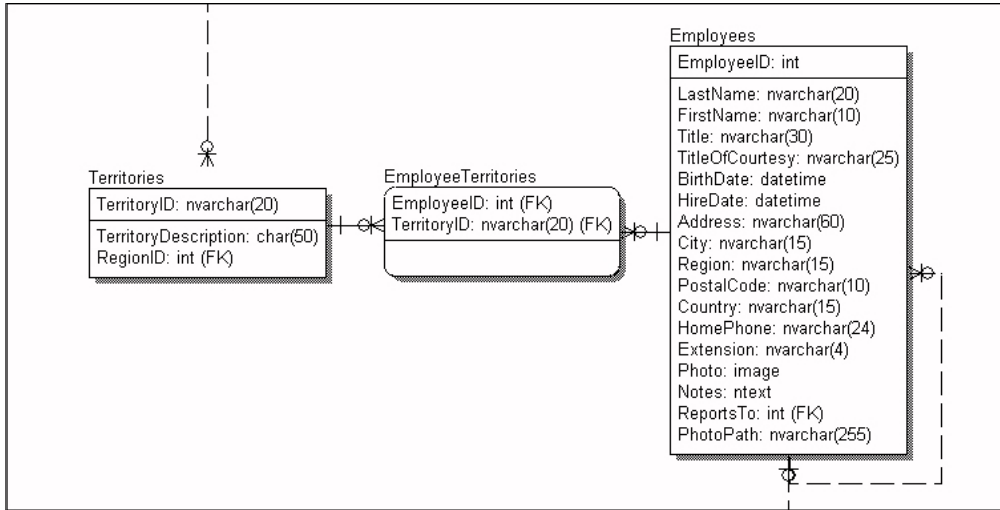 Territories
TerritoryID: nvarchar(20)
TerritoryDescription: char(50)
RegionID: int (FK)
EmployeeTerritories
EmployeeID: int (FK)
TerritoryID: nvarchar(20) (FK)
Employees
EmployeeID: int
LastName: nvarchar(20)
FirstName: nvarchar(10)
Title: nvarchar(30)
TitleOfCourtesy: nvarchar(25)
BirthDate: datetime
HireDate: datetime
Address: nvarchar(60)
City: nvarchar(15)
Region: nvarchar(15)
PostalCode: nvarchar(10)
Country: nvarchar(15)
HomePhone: nvarchar(24)
Extension: nvarchar(4)
Photo: image
Notes: ntext
ReportsTo: int (FK)
PhotoPath: nvarchar(255)